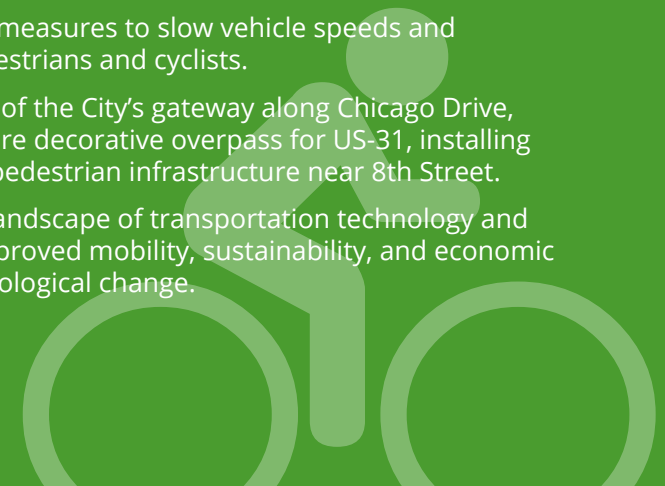 measures to slow vehicle speeds and
estrians and cyclists.
of the City’s gateway along Chicago Drive,
re decorative overpass for US-31, installing
pedestrian infrastructure near 8th Street.
andscape of transportation technology and
proved mobility, sustainability, and economic
ological change.